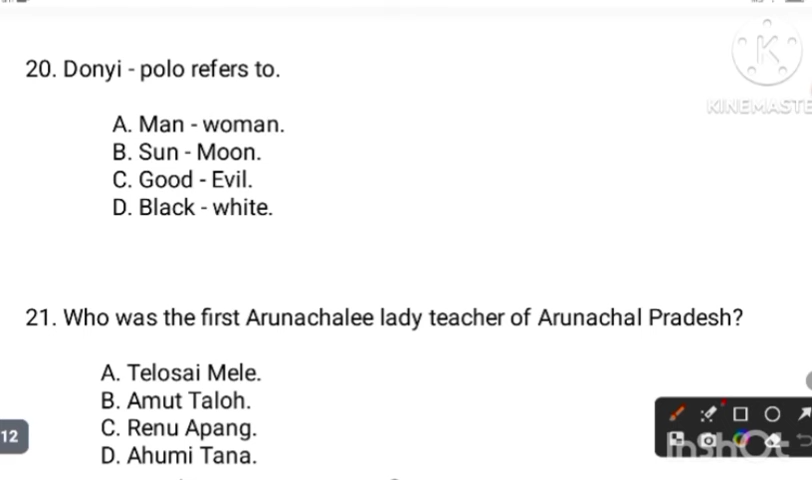 KINEMASTE
20. Donyi - polo refers to.
A. Man - woman.
B. Sun - Moon.
C. Good - Evil.
D. Black - white.
21. Who was the first Arunachalee lady teacher of Arunachal Pradesh?
A. Telosai Mele.
B. Amut Taloh.
C. Renu Apang.
D. Ahumi Tana.
12
InShOt